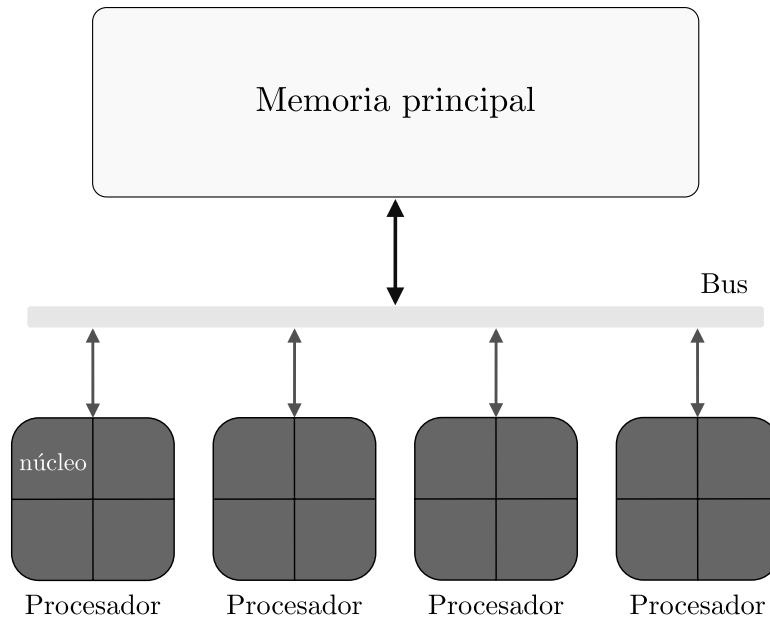 Memoria principal
Bus
núcleo
Procesador
Procesador
Procesador
Procesador